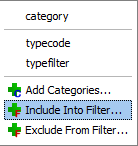 category
typecode
typefilter
Add Categories...
Include Into Filter...
Exclude From Filter...